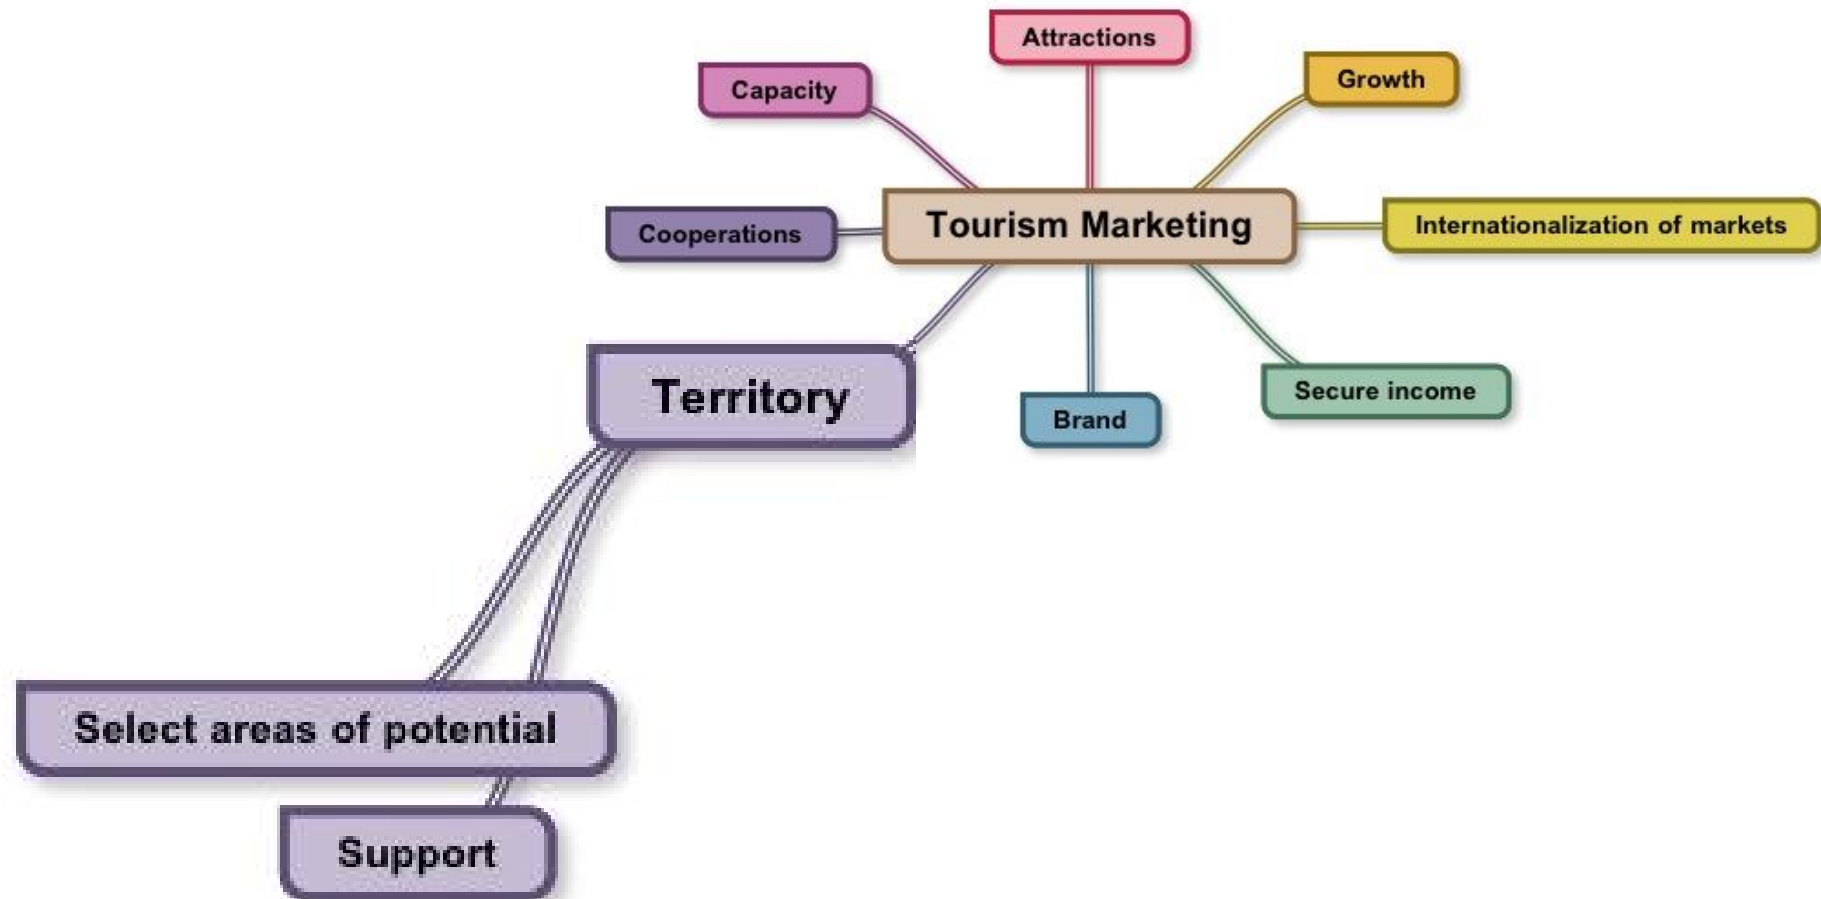 Attractions
Capacity
Growth
Cooperations
Tourism Marketing
Internationalization of markets
Territory
Brand
Secure income
Select areas of potential
Support